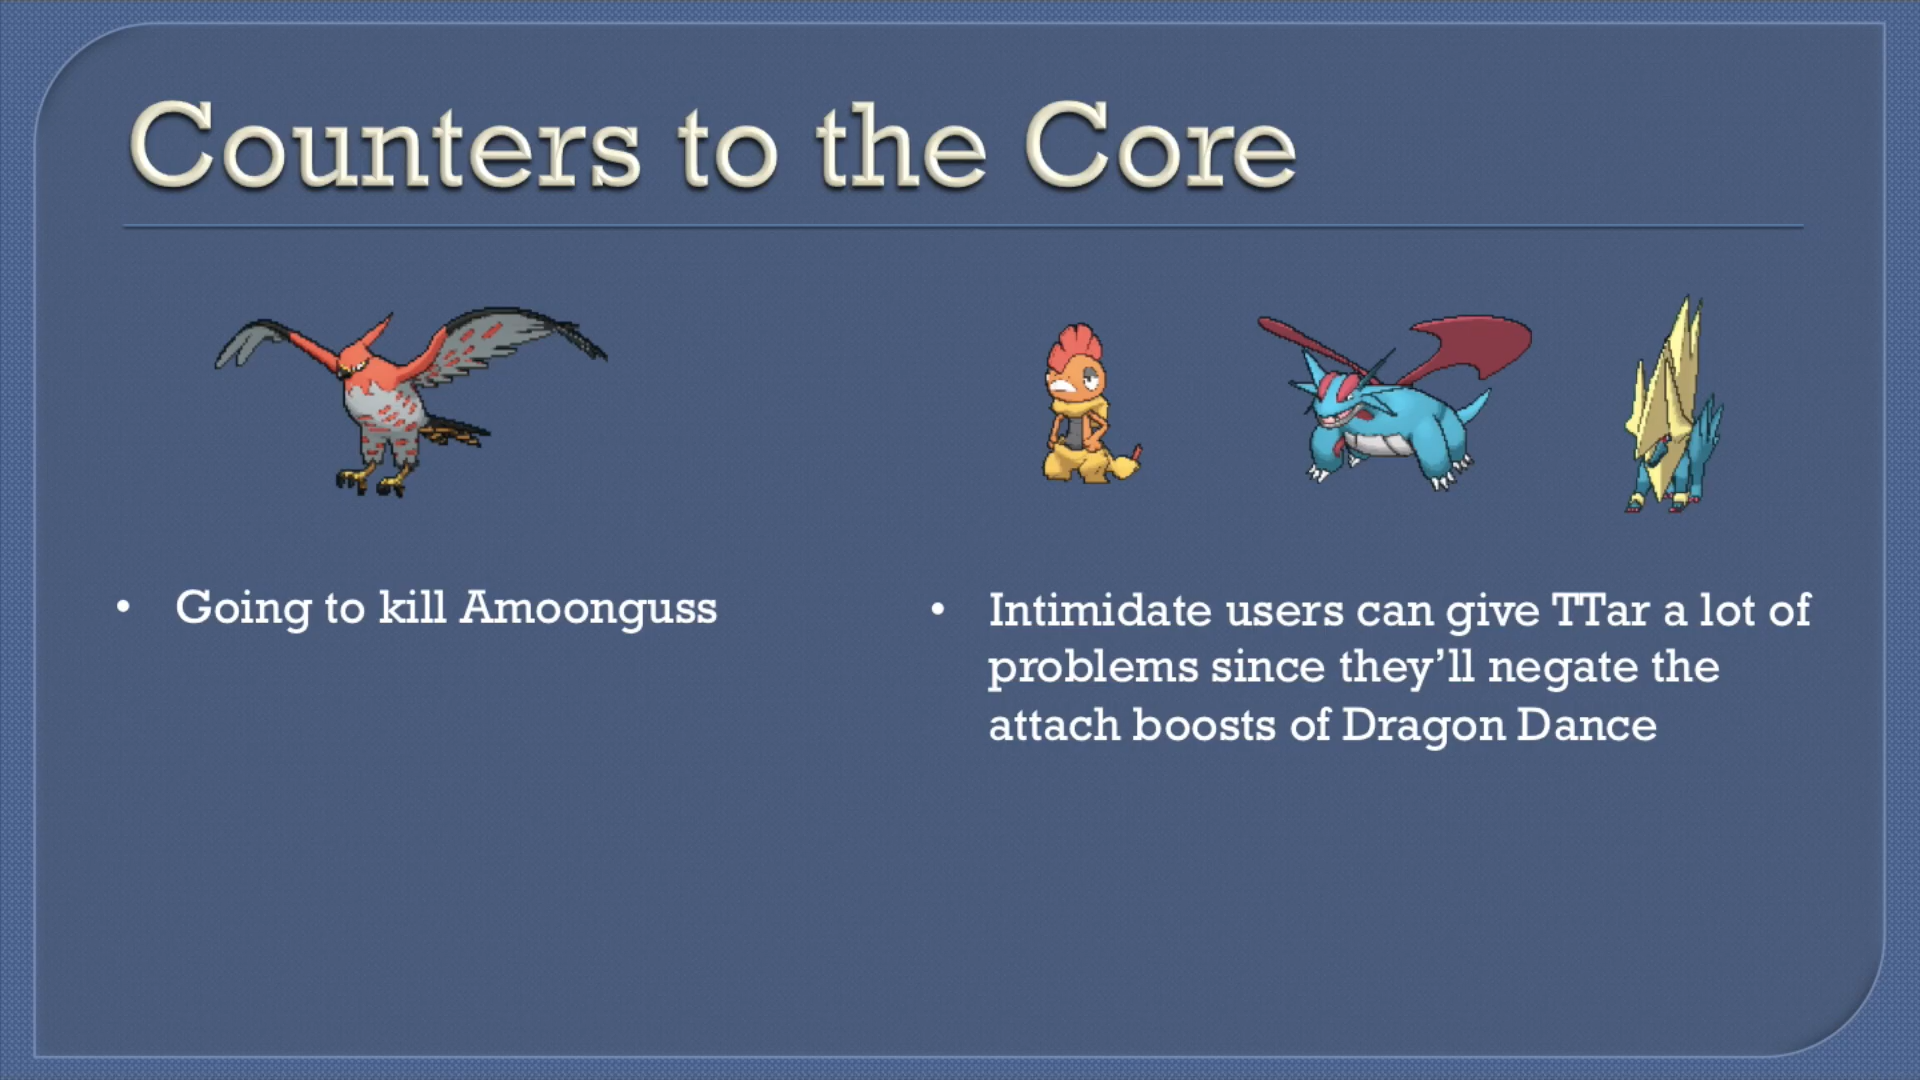 Counters to the Core
• Going to kill Amoonguss
• Intimidate users can give TTar a lot of
problems since they’ll negate the
attach boosts of Dragon Dance